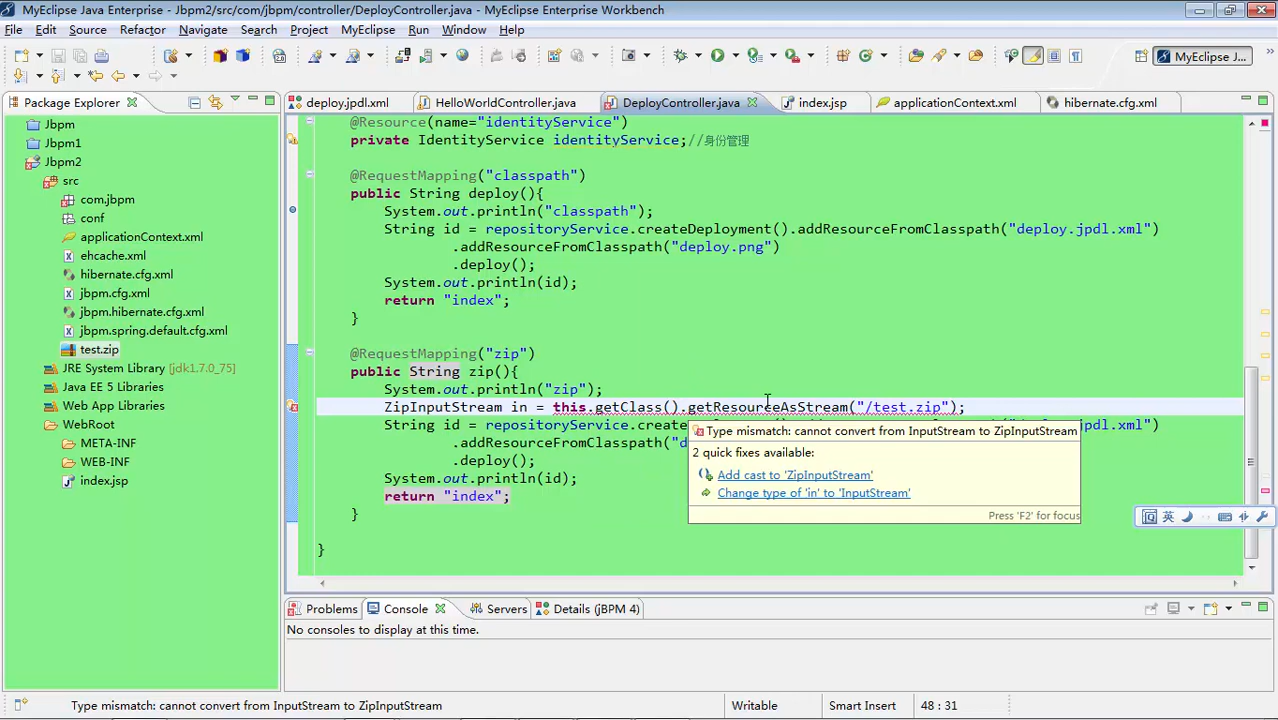 MyEclipse Java Enterprise - Jbpm2/src/com/jbpm/controller/DeployController.java - MyEclipse Enterprise Workbench
File Edit Source Refactor Navigate Search Project MyEclipse Run Window Help
MyEclipse J...
Package Explorer
deploy.jpdl.xml HelloWorldController.java DeployController.java index.jsp applicationContext.xml hibernate.cfg.xml
Jbpm
Jbpm1
Jbpm2
src
com.jbpm
conf
applicationContext.xml
ehcache.xml
hibernate.cfg.xml
jbpm.cfg.xml
jbpm.hibernate.cfg.xml
jbpm.spring.default.cfg.xml
test.zip
JRE System Library [jdk1.7.0_75]
Java EE 5 Libraries
Web App Libraries
WebRoot
META-INF
WEB-INF
index.jsp
@Resource(name="identityService")
private IdentityService identityService;//身份管理
@RequestMapping("classpath")
public String deploy(){
System.out.println("classpath");
String id = repositoryService.createDeployment().addResourceFromClasspath("deploy.jpdl.xml")
.addResourceFromClasspath("deploy.png")
.deploy();
System.out.println(id);
return "index";
}
@RequestMapping("zip")
public String zip(){
System.out.println("zip");
ZipInputStream in = this.getClass().getResourceAsStream("/test.zip");
String id = repositoryService.create jpdl.xml")
.addResourceFromClasspath("d
.deploy();
System.out.println(id);
return "index";
}
}
Type mismatch: cannot convert from InputStream to ZipInputStream
2 quick fixes available:
Add cast to 'ZipInputStream'
Change type of 'in' to 'InputStream'
Press 'F2' for focus
英
Problems Console Servers Details (jBPM 4)
No consoles to display at this time.
Type mismatch: cannot convert from InputStream to ZipInputStream Writable Smart Insert 48 : 31